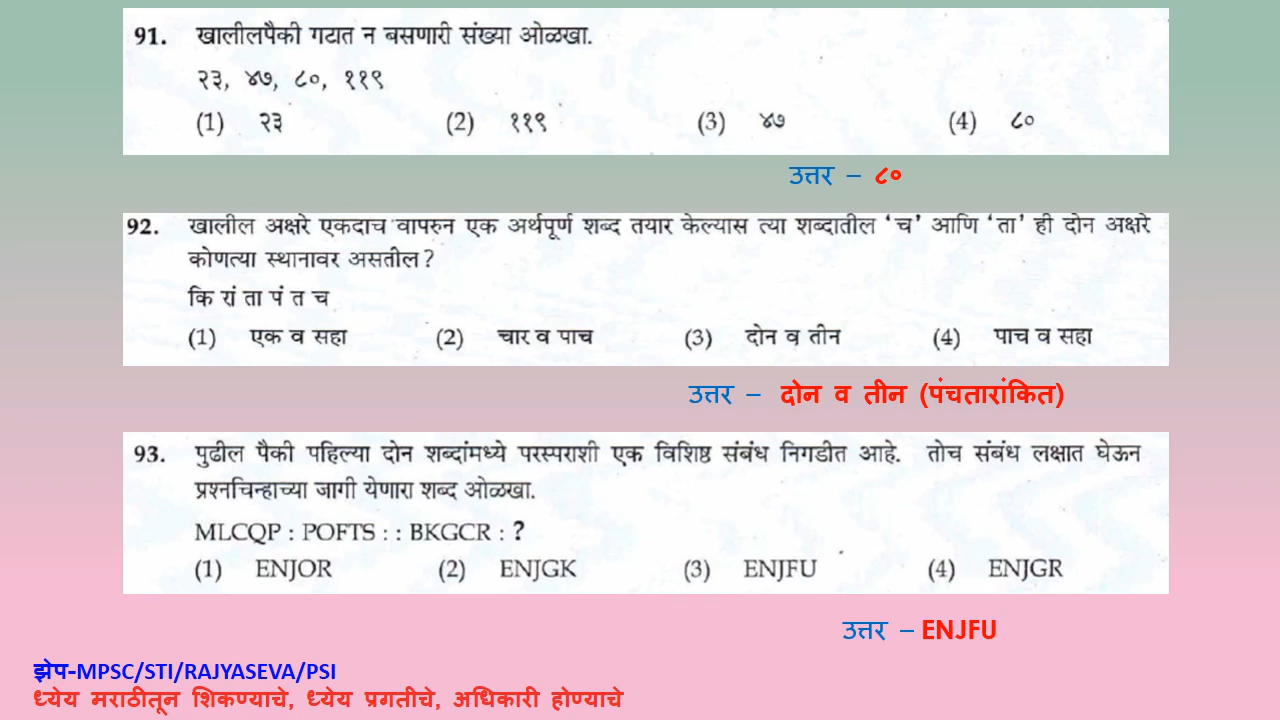 91. खालीलपैकी गटात न बसणारी संख्या ओळखा.
२३, ४७, ८०, ११९
(1) २३ (2) ११९ (3) ४७ (4) ८०
उत्तर – ८०
92. खालील अक्षरे एकदाच वापरुन एक अर्थपूर्ण शब्द तयार केल्यास त्या शब्दातील ‘च’ आणि ‘ता’ ही दोन अक्षरे
कोणत्या स्थानावर असतील ?
कि रां ता पं त च
(1) एक व सहा (2) चार व पाच (3) दोन व तीन (4) पाच व सहा
उत्तर – दोन व तीन (पंचतारांकित)
93. पुढील पैकी पहिल्या दोन शब्दांमध्ये परस्पराशी एक विशिष्ठ संबंध निगडीत आहे. तोच संबंध लक्षात घेऊन
प्रश्नचिन्हाच्या जागी येणारा शब्द ओळखा.
MLCQP : POFTS : : BKGCR : ?
(1) ENJOR (2) ENJGK (3) ENJFU (4) ENJGR
उत्तर – ENJFU
झेप-MPSC/STI/RAJYASEVA/PSI
ध्येय मराठीतून शिकण्याचे, ध्येय प्रगतीचे, अधिकारी होण्याचे